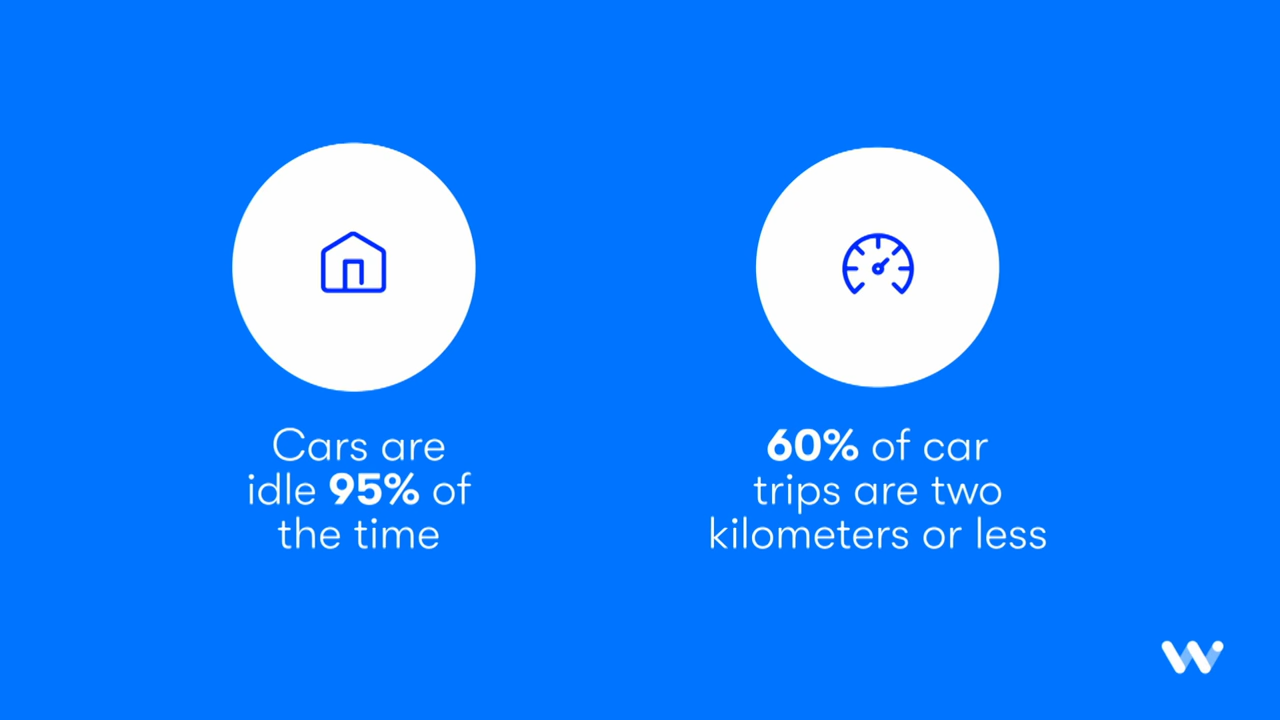 Cars are
idle 95% of
the time
60% of car
trips are two
kilometers or less